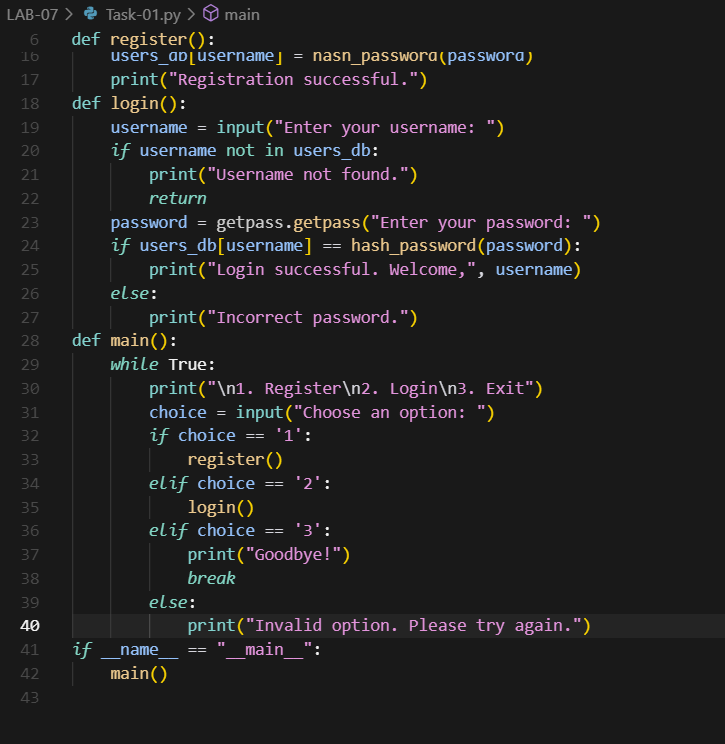 LAB-07 > Task-01.py > main
6 def register():
16 users_db[username] = hash_password(password)
17 print("Registration successful.")
18 def login():
19 username = input("Enter your username: ")
20 if username not in users_db:
21 print("Username not found.")
22 return
23 password = getpass.getpass("Enter your password: ")
24 if users_db[username] == hash_password(password):
25 print("Login successful. Welcome,", username)
26 else:
27 print("Incorrect password.")
28 def main():
29 while True:
30 print("\n1. Register\n2. Login\n3. Exit")
31 choice = input("Choose an option: ")
32 if choice == '1':
33 register()
34 elif choice == '2':
35 login()
36 elif choice == '3':
37 print("Goodbye!")
38 break
39 else:
40 print("Invalid option. Please try again.")
41 if __name__ == "__main__":
42 main()
43